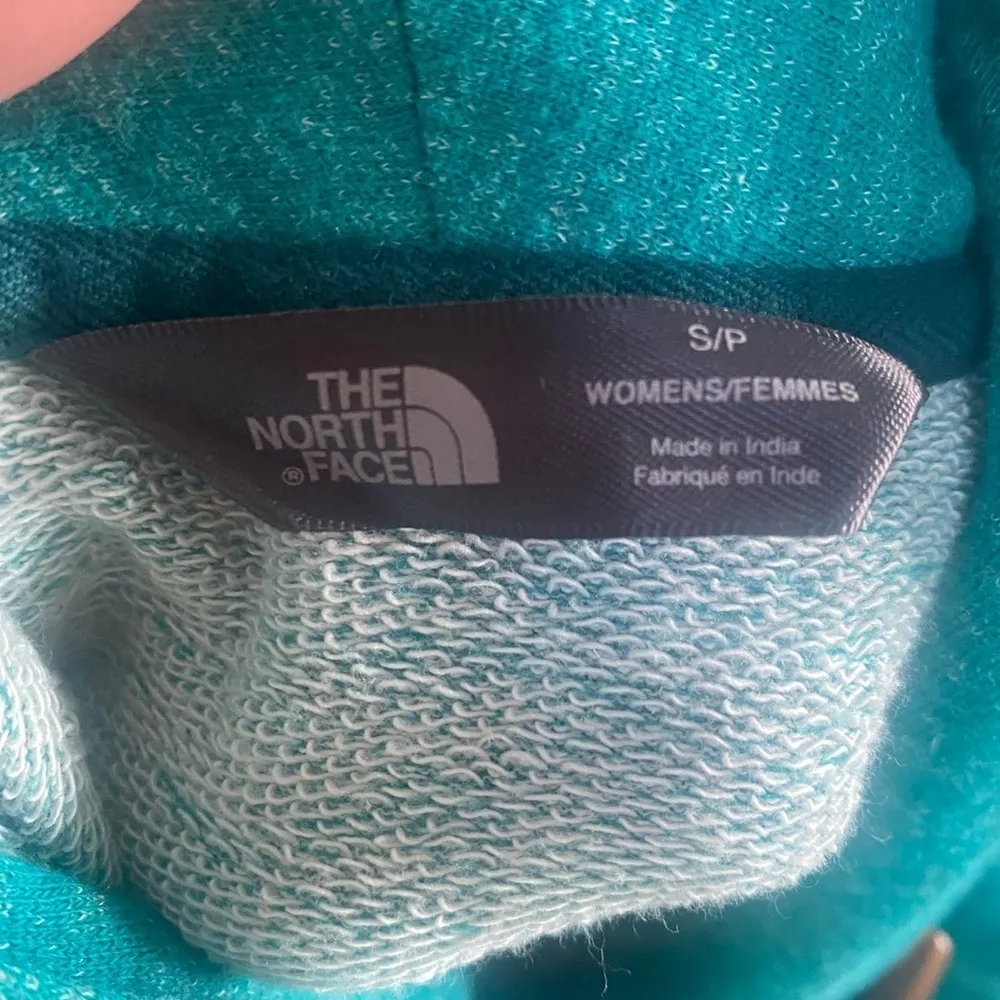 THE
NORTH
® FACE
S/P
WOMENS/FEMMES
Made in India
Fabriqué en Inde